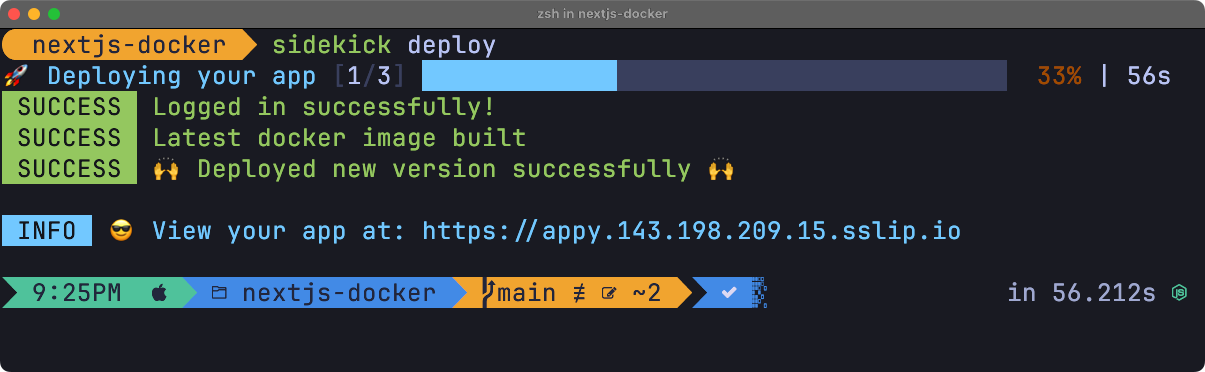 zsh in nextjs-docker
nextjs-docker sidekick deploy
🚀 Deploying your app [1/3] 33% | 56s
SUCCESS Logged in successfully!
SUCCESS Latest docker image built
SUCCESS 🙌 Deployed new version successfully 🙌
INFO 😎 View your app at: https://appy.143.198.209.15.sslip.io
9:25PM nextjs-docker main ≢ ~2 ✔ in 56.212s